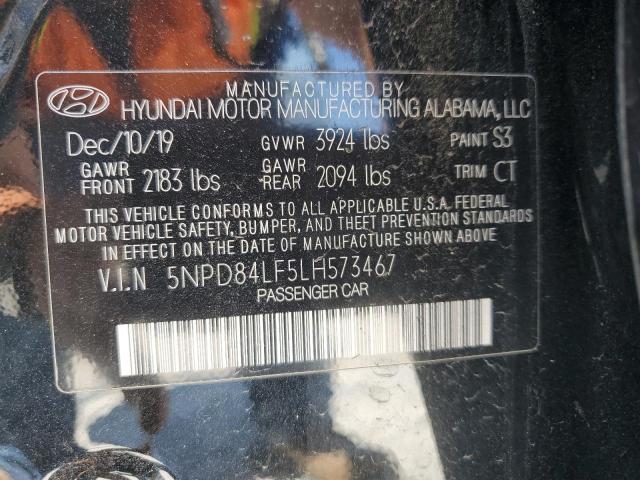 MANUFACTURED BY
HYUNDAI MOTOR MANUFACTURING ALABAMA, LLC
Dec/10/19 GVWR 3924 lbs PAINT S3
GAWR FRONT 2183 lbs GAWR REAR 2094 lbs TRIM CT
THIS VEHICLE CONFORMS TO ALL APPLICABLE U.S.A. FEDERAL
MOTOR VEHICLE SAFETY, BUMPER, AND THEFT PREVENTION STANDARDS
IN EFFECT ON THE DATE OF MANUFACTURE SHOWN ABOVE.
V.I.N 5NPD84LF5LH573467
PASSENGER CAR